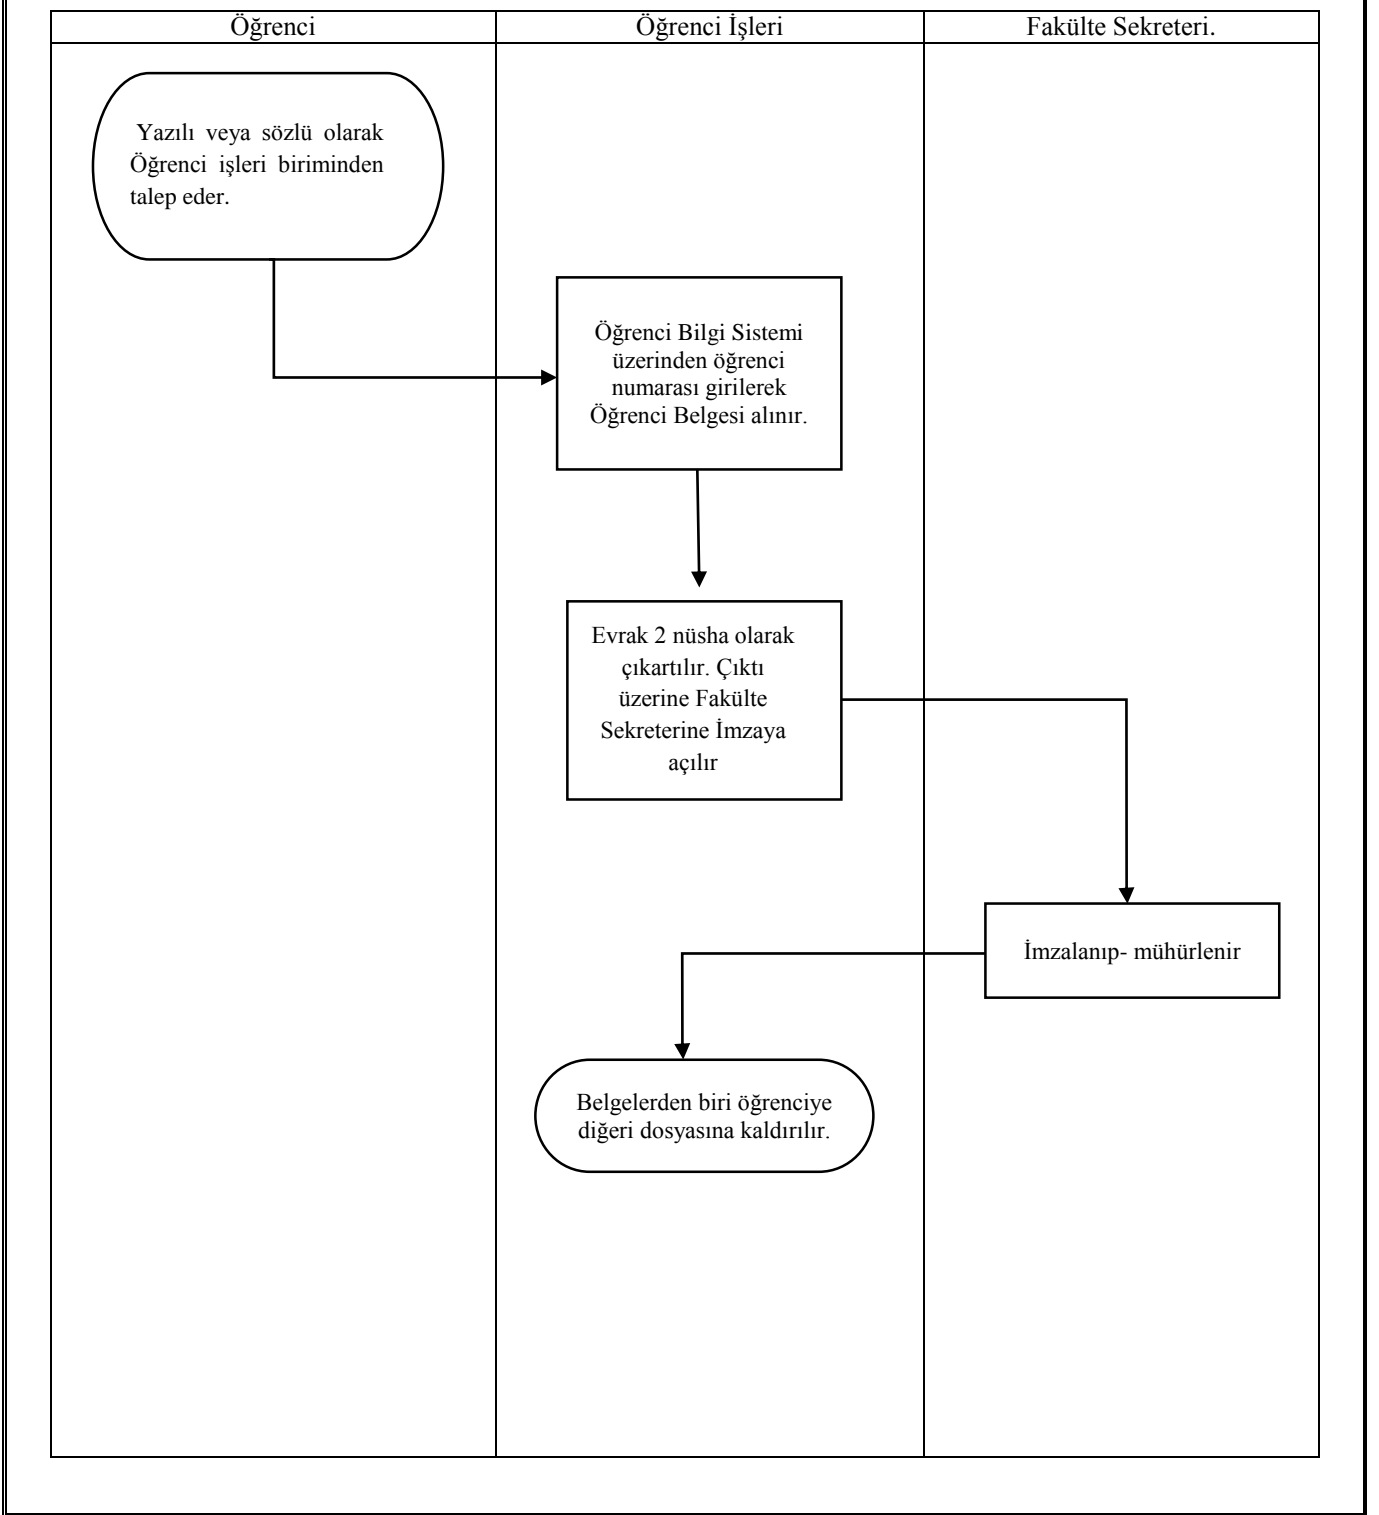 Öğrenci
Öğrenci İşleri
Fakülte Sekreteri.
Yazılı veya sözlü olarak
Öğrenci işleri biriminden
talep eder.
Öğrenci Bilgi Sistemi
üzerinden öğrenci
numarası girilerek
Öğrenci Belgesi alınır.
Evrak 2 nüsha olarak
çıkartılır. Çıktı
üzerine Fakülte
Sekreterine İmzaya
açılır
İmzalanıp- mühürlenir
Belgelerden biri öğrenciye
diğeri dosyasına kaldırılır.